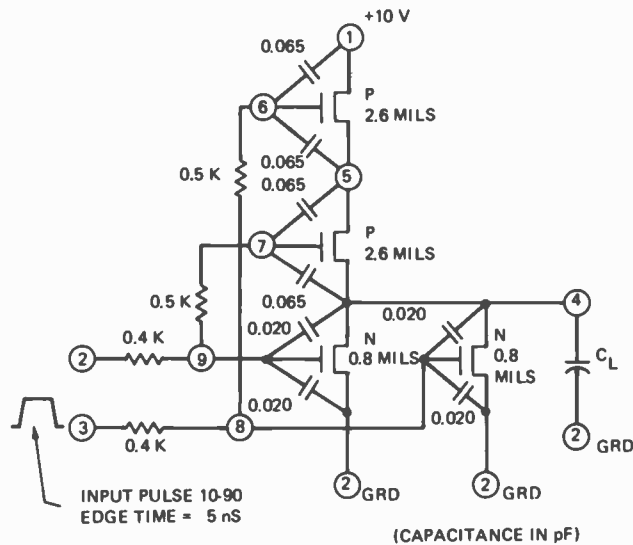 +10 V
1
0.065
6
P
2.6 MILS
0.065
5
0.5 K
0.065
7
P
2.6 MILS
0.065
0.5 K
0.020
4
0.020
N
0.4 K
N
0.8 MILS
0.8
MILS
2
9
CL
0.020
0.020
3
0.4 K
8
2
GRD
2
GRD
2
GRD
INPUT PULSE 10-90
EDGE TIME = 5 nS
(CAPACITANCE IN pF)